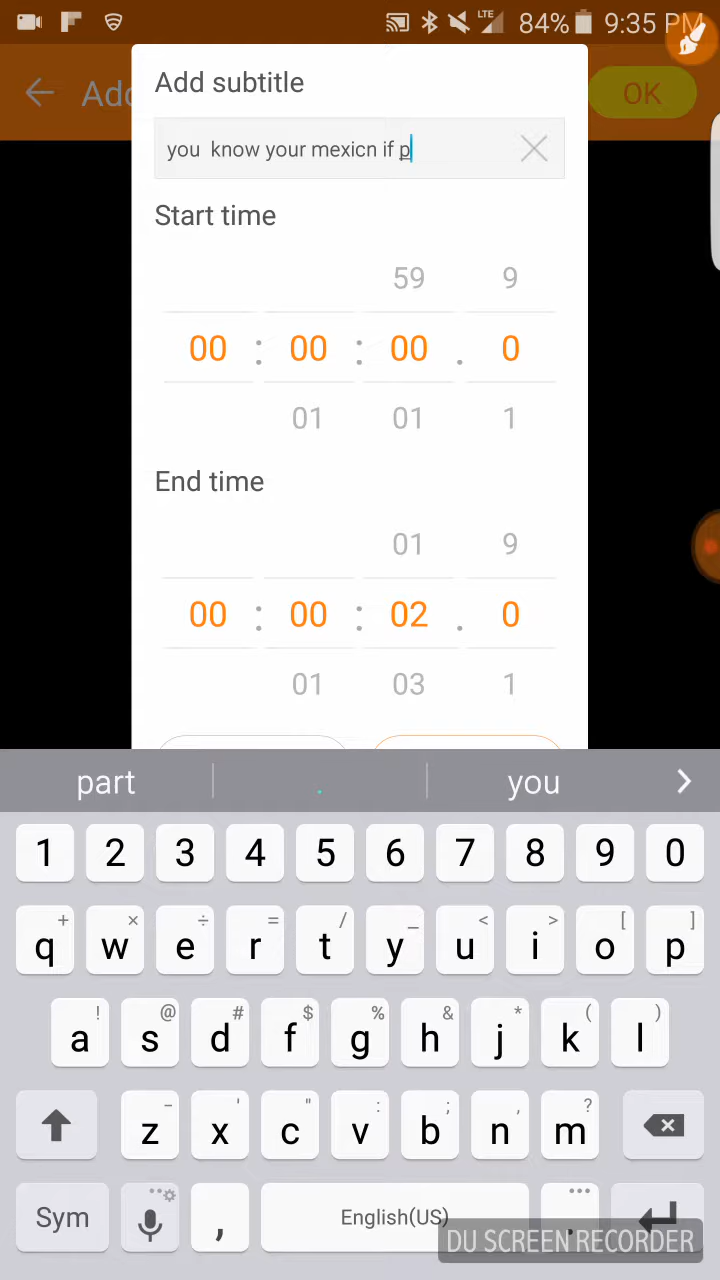 LTE 84% 9:35 PM
Add OK
Add subtitle
you  know your mexicn if p
Start time
59 9
00 : 00 : 00 . 0
01 01 1
End time
01 9
00 : 00 : 02 . 0
01 03 1
part . you
1 2 3 4 5 6 7 8 9 0
+ × ÷ = / _ < > [ ]
q w e r t y u i o p
! @ # $ % & * ( )
a s d f g h j k l
- ' " : ; , ?
z x c v b n m
Sym , English(US) .
DU SCREEN RECORDER